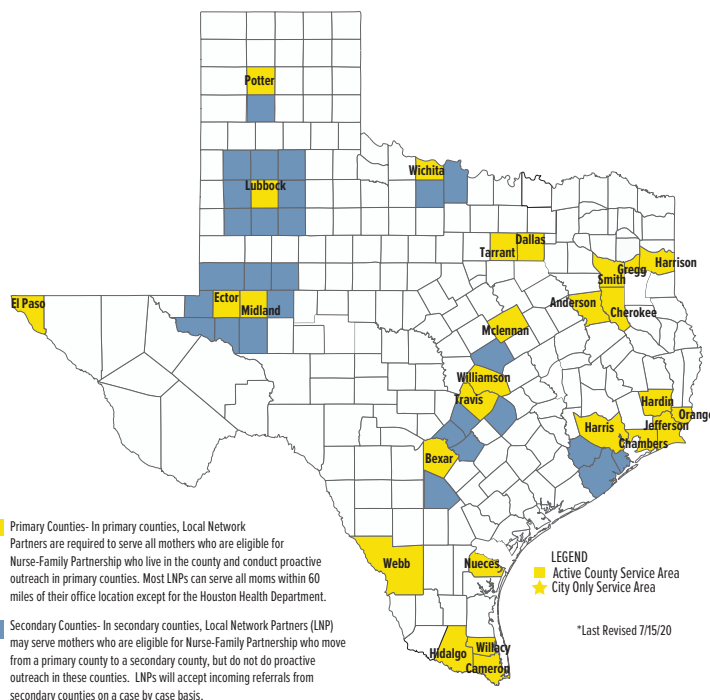 Potter
Wichita
Lubbock
Dallas
Tarrant
Harrison
Gregg
Smith
El Paso
Ector
Midland
Anderson
Cherokee
Mclennan
Williamson
Travis
Hardin
Orange
Jefferson
Harris
Chambers
Bexar
Webb
Nueces
Willacy
Hidalgo
Cameron
Primary Counties- In primary counties, Local Network
Partners are required to serve all mothers who are eligible for
Nurse-Family Partnership who live in the county and conduct proactive
outreach in primary counties. Most LNPs can serve all moms within 60
miles of their office location except for the Houston Health Department.
Secondary Counties- In secondary counties, Local Network Partners (LNP)
may serve mothers who are eligible for Nurse-Family Partnership who move
from a primary county to a secondary county, but do not do proactive
outreach in these counties. LNPs will accept incoming referrals from
secondary counties on a case by case basis.
LEGEND
Active County Service Area
City Only Service Area
*Last Revised 7/15/20